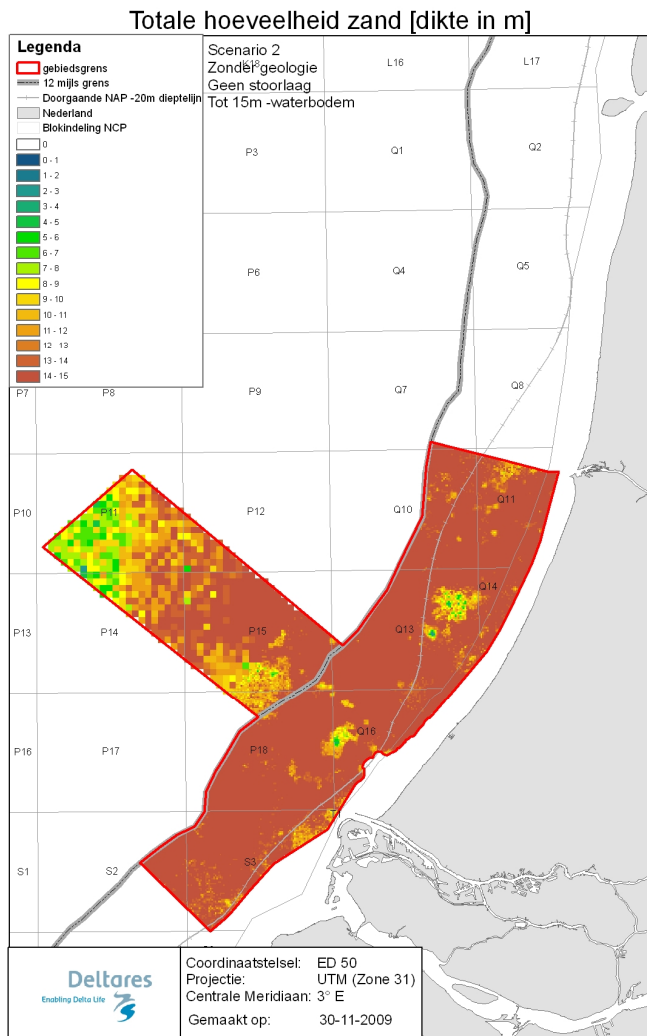 Totale hoeveelheid zand [dikte in m]
Legenda
gebiedsgrens
12 mijls grens
Doorgaande NAP -20m dieptelijn
Nederland
Blokindeling NCP
0
0 - 1
1 - 2
2 - 3
3 - 4
4 - 5
5 - 6
6 - 7
7 - 8
8 - 9
9 - 10
10 - 11
11 - 12
12 13
13 - 14
14 - 15
Scenario 2
Zonder geologie
Geen stoorlaag
Tot 15m -waterbodem
K18 L16 L17
P3 Q1 Q2
P6 Q4 Q5
P7 P8 P9 Q7 Q8
P10 P11 P12 Q10 Q11
P13 P14 P15 Q13 Q14
P16 P17 P18 Q16
S1 S2 S3
Deltares
Enabling Delta Life
Coordinaatstelsel: ED 50
Projectie: UTM (Zone 31)
Centrale Meridiaan: 3° E
Gemaakt op: 30-11-2009